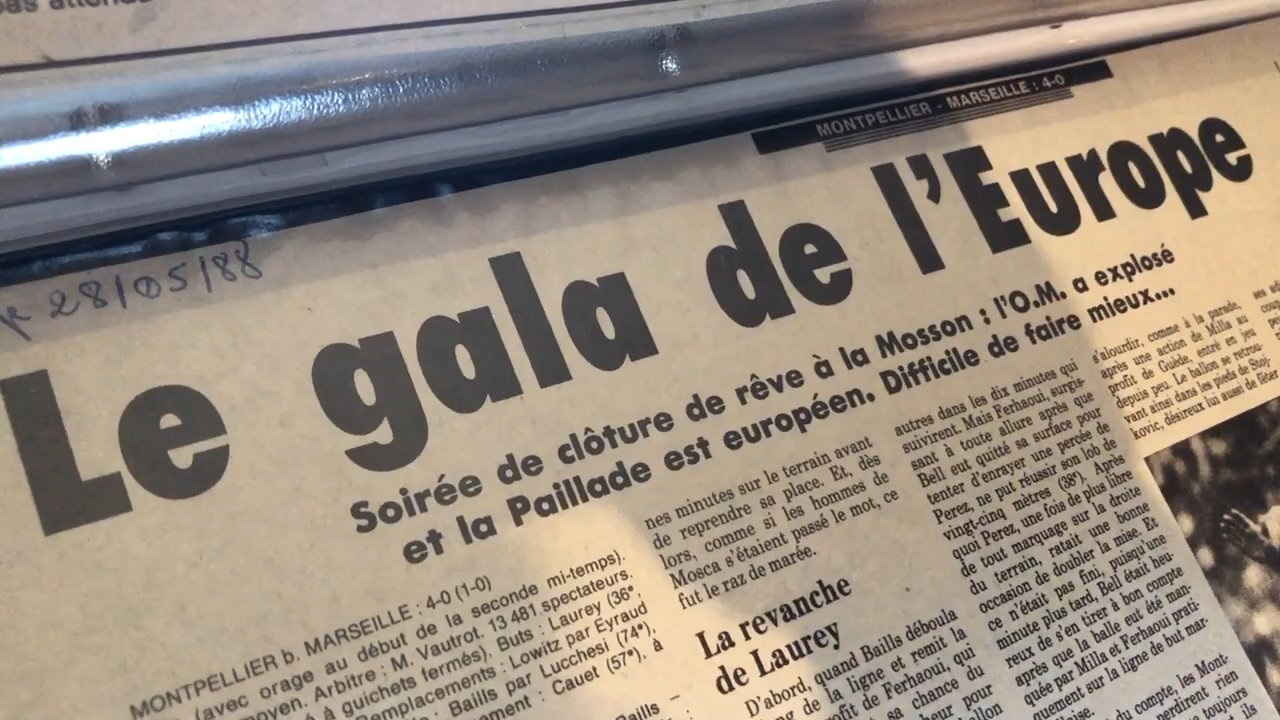 MONTPELLIER - MARSEILLE : 4-0
28/05/88
Le gala de l'Europe
Soirée de clôture de rêve à la Mosson : l'O.M. a explosé
et la Paillade est européen. Difficile de faire mieux...
MONTPELLIER b. MARSEILLE : 4-0 (1-0)
(avec orage au début de la seconde mi-temps).
moyen. Arbitre : M. Vautrot. 13 481 spectateurs.
à guichets fermés). Buts : Laurey (36e,
Remplacements : Lowitz par Eyraud
: Baills par Lucchesi (74e),
: Cauet (57e), à
Baills –
nes minutes sur le terrain avant
de reprendre sa place. Et, dès
lors, comme si les hommes de
Mosca s'étaient passé le mot, ce
fut le raz de marée.
La revanche
de Laurey
D'abord, quand Baills déboula
la ligne et remit la
de Ferhaoui, qui
sa chance du
pour
autres dans les dix minutes qui
suivirent. Mais Ferhaoui, surgis-
sant à toute allure après que
Bell eut quitté sa surface pour
tenter d'enrayer une percée de
Perez, ne put réussir son lob de
vingt-cinq mètres (38e). Après
quoi Perez, une fois de plus libre
de tout marquage sur la droite
du terrain, ratait une bonne
occasion de doubler la mise. Et
ce n'était pas fini, puisqu'une
minute plus tard, Bell était heu-
reux de s'en tirer à bon compte
après que la balle eut été man-
quée par Milla et Ferhaoui prati-
quement sur la ligne de but mar-
du compte, les Mont-
perdirent rien
toujours
ils
s'alourdir, comme à la parade,
après une action de Milla au
profit de Guède, entré en jeu
depuis peu. Le ballon se retrou-
vant ainsi dans les pieds de Stoj-
kovic, désireux lui aussi de fêter